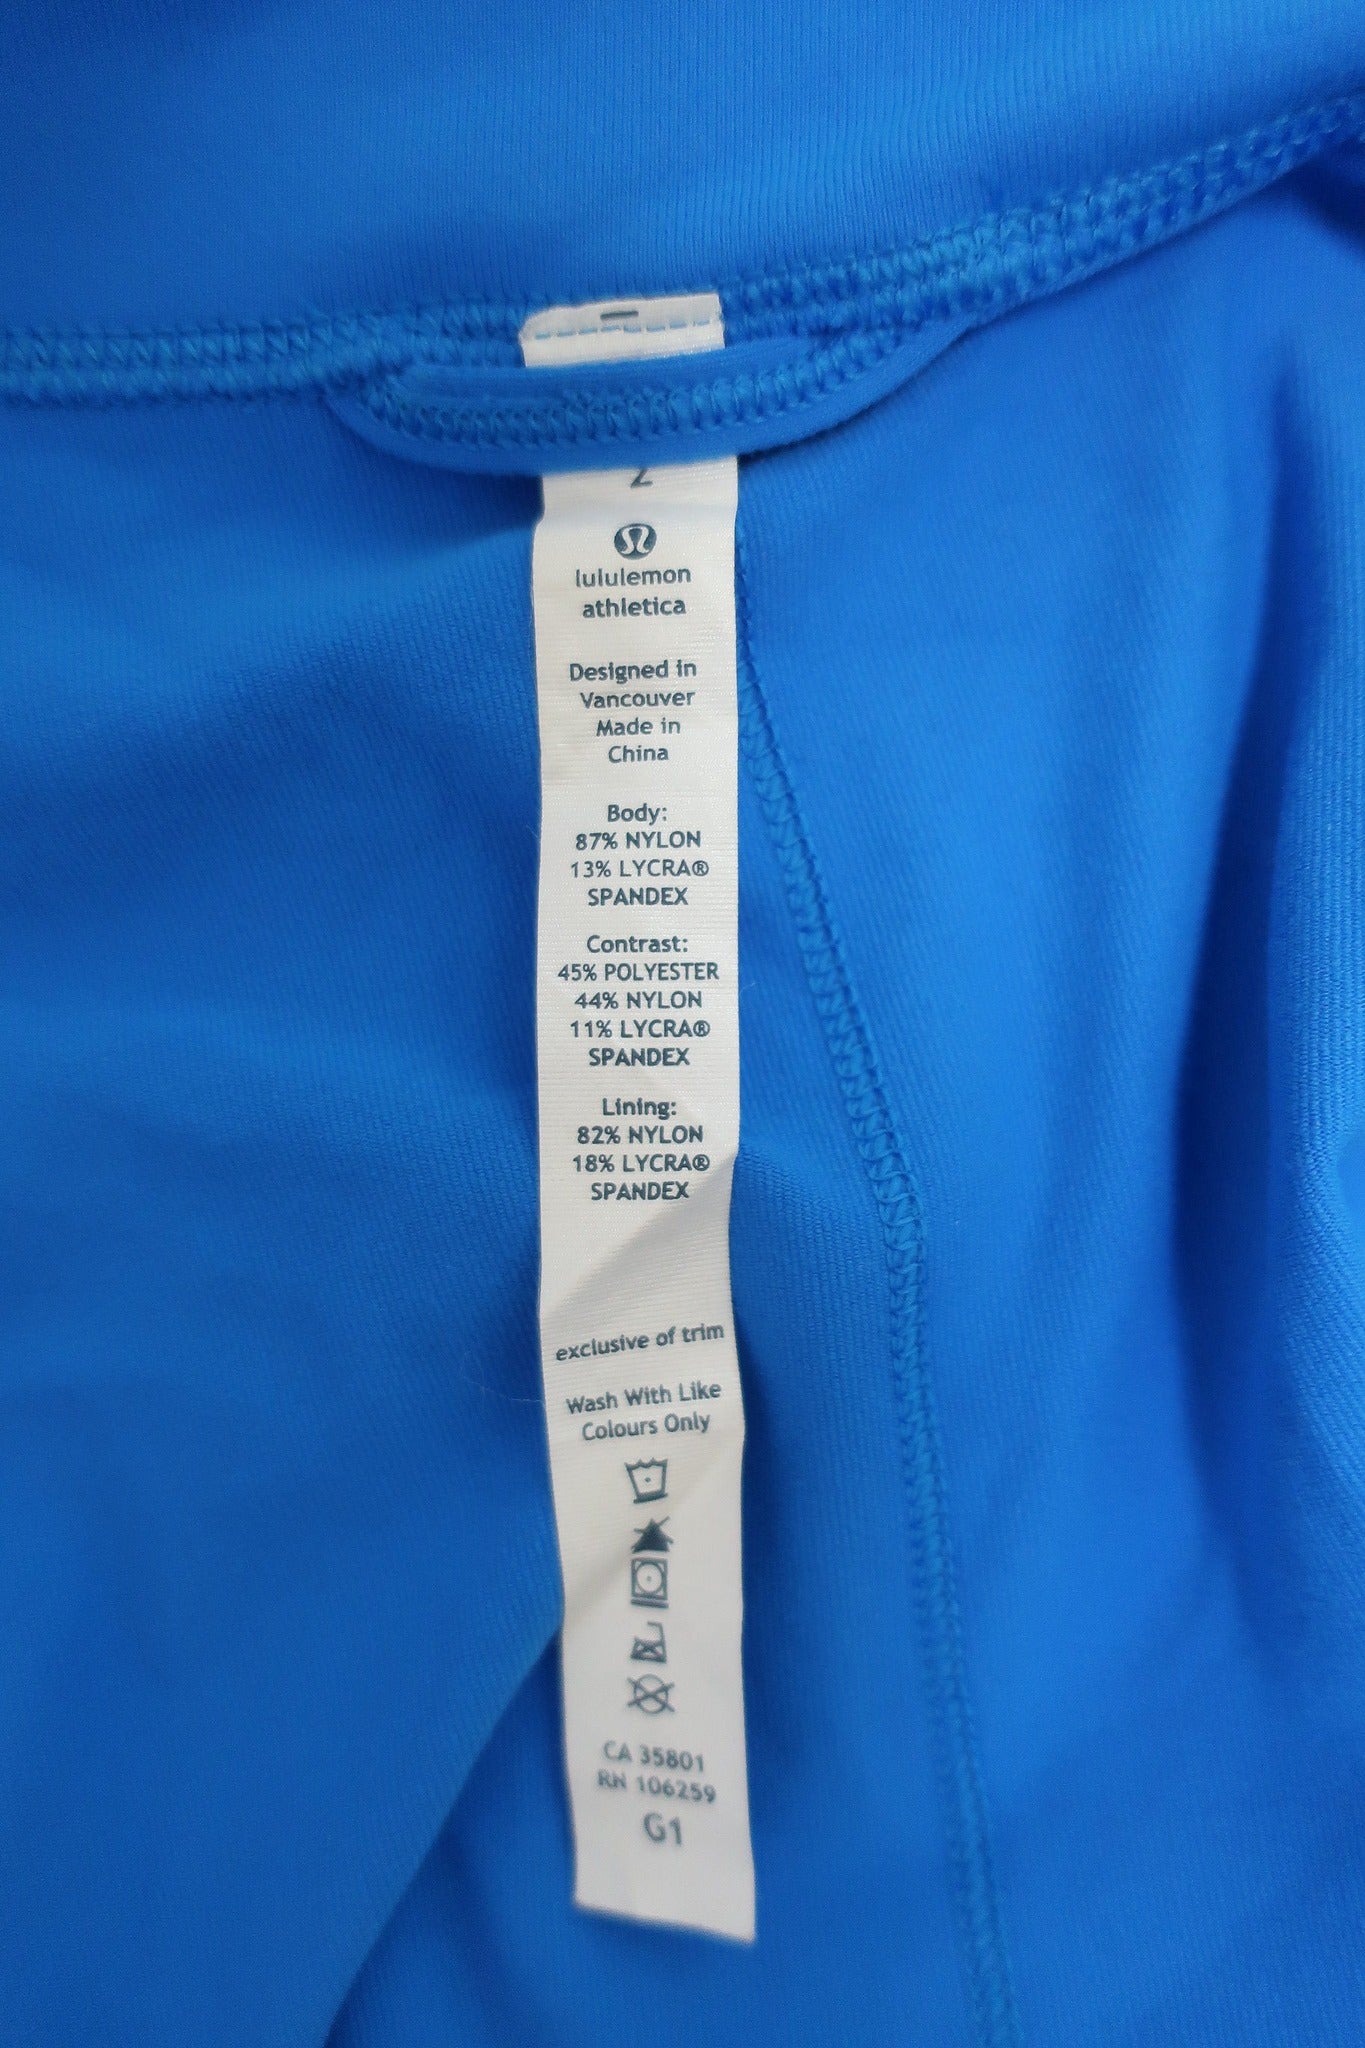 lululemon
athletica
Designed in
Vancouver
Made in
China
Body:
87% NYLON
13% LYCRA®
SPANDEX
Contrast:
45% POLYESTER
44% NYLON
11% LYCRA®
SPANDEX
Lining:
82% NYLON
18% LYCRA®
SPANDEX
exclusive of trim
Wash With Like
Colours Only
CA 35801
RN 106259
G1